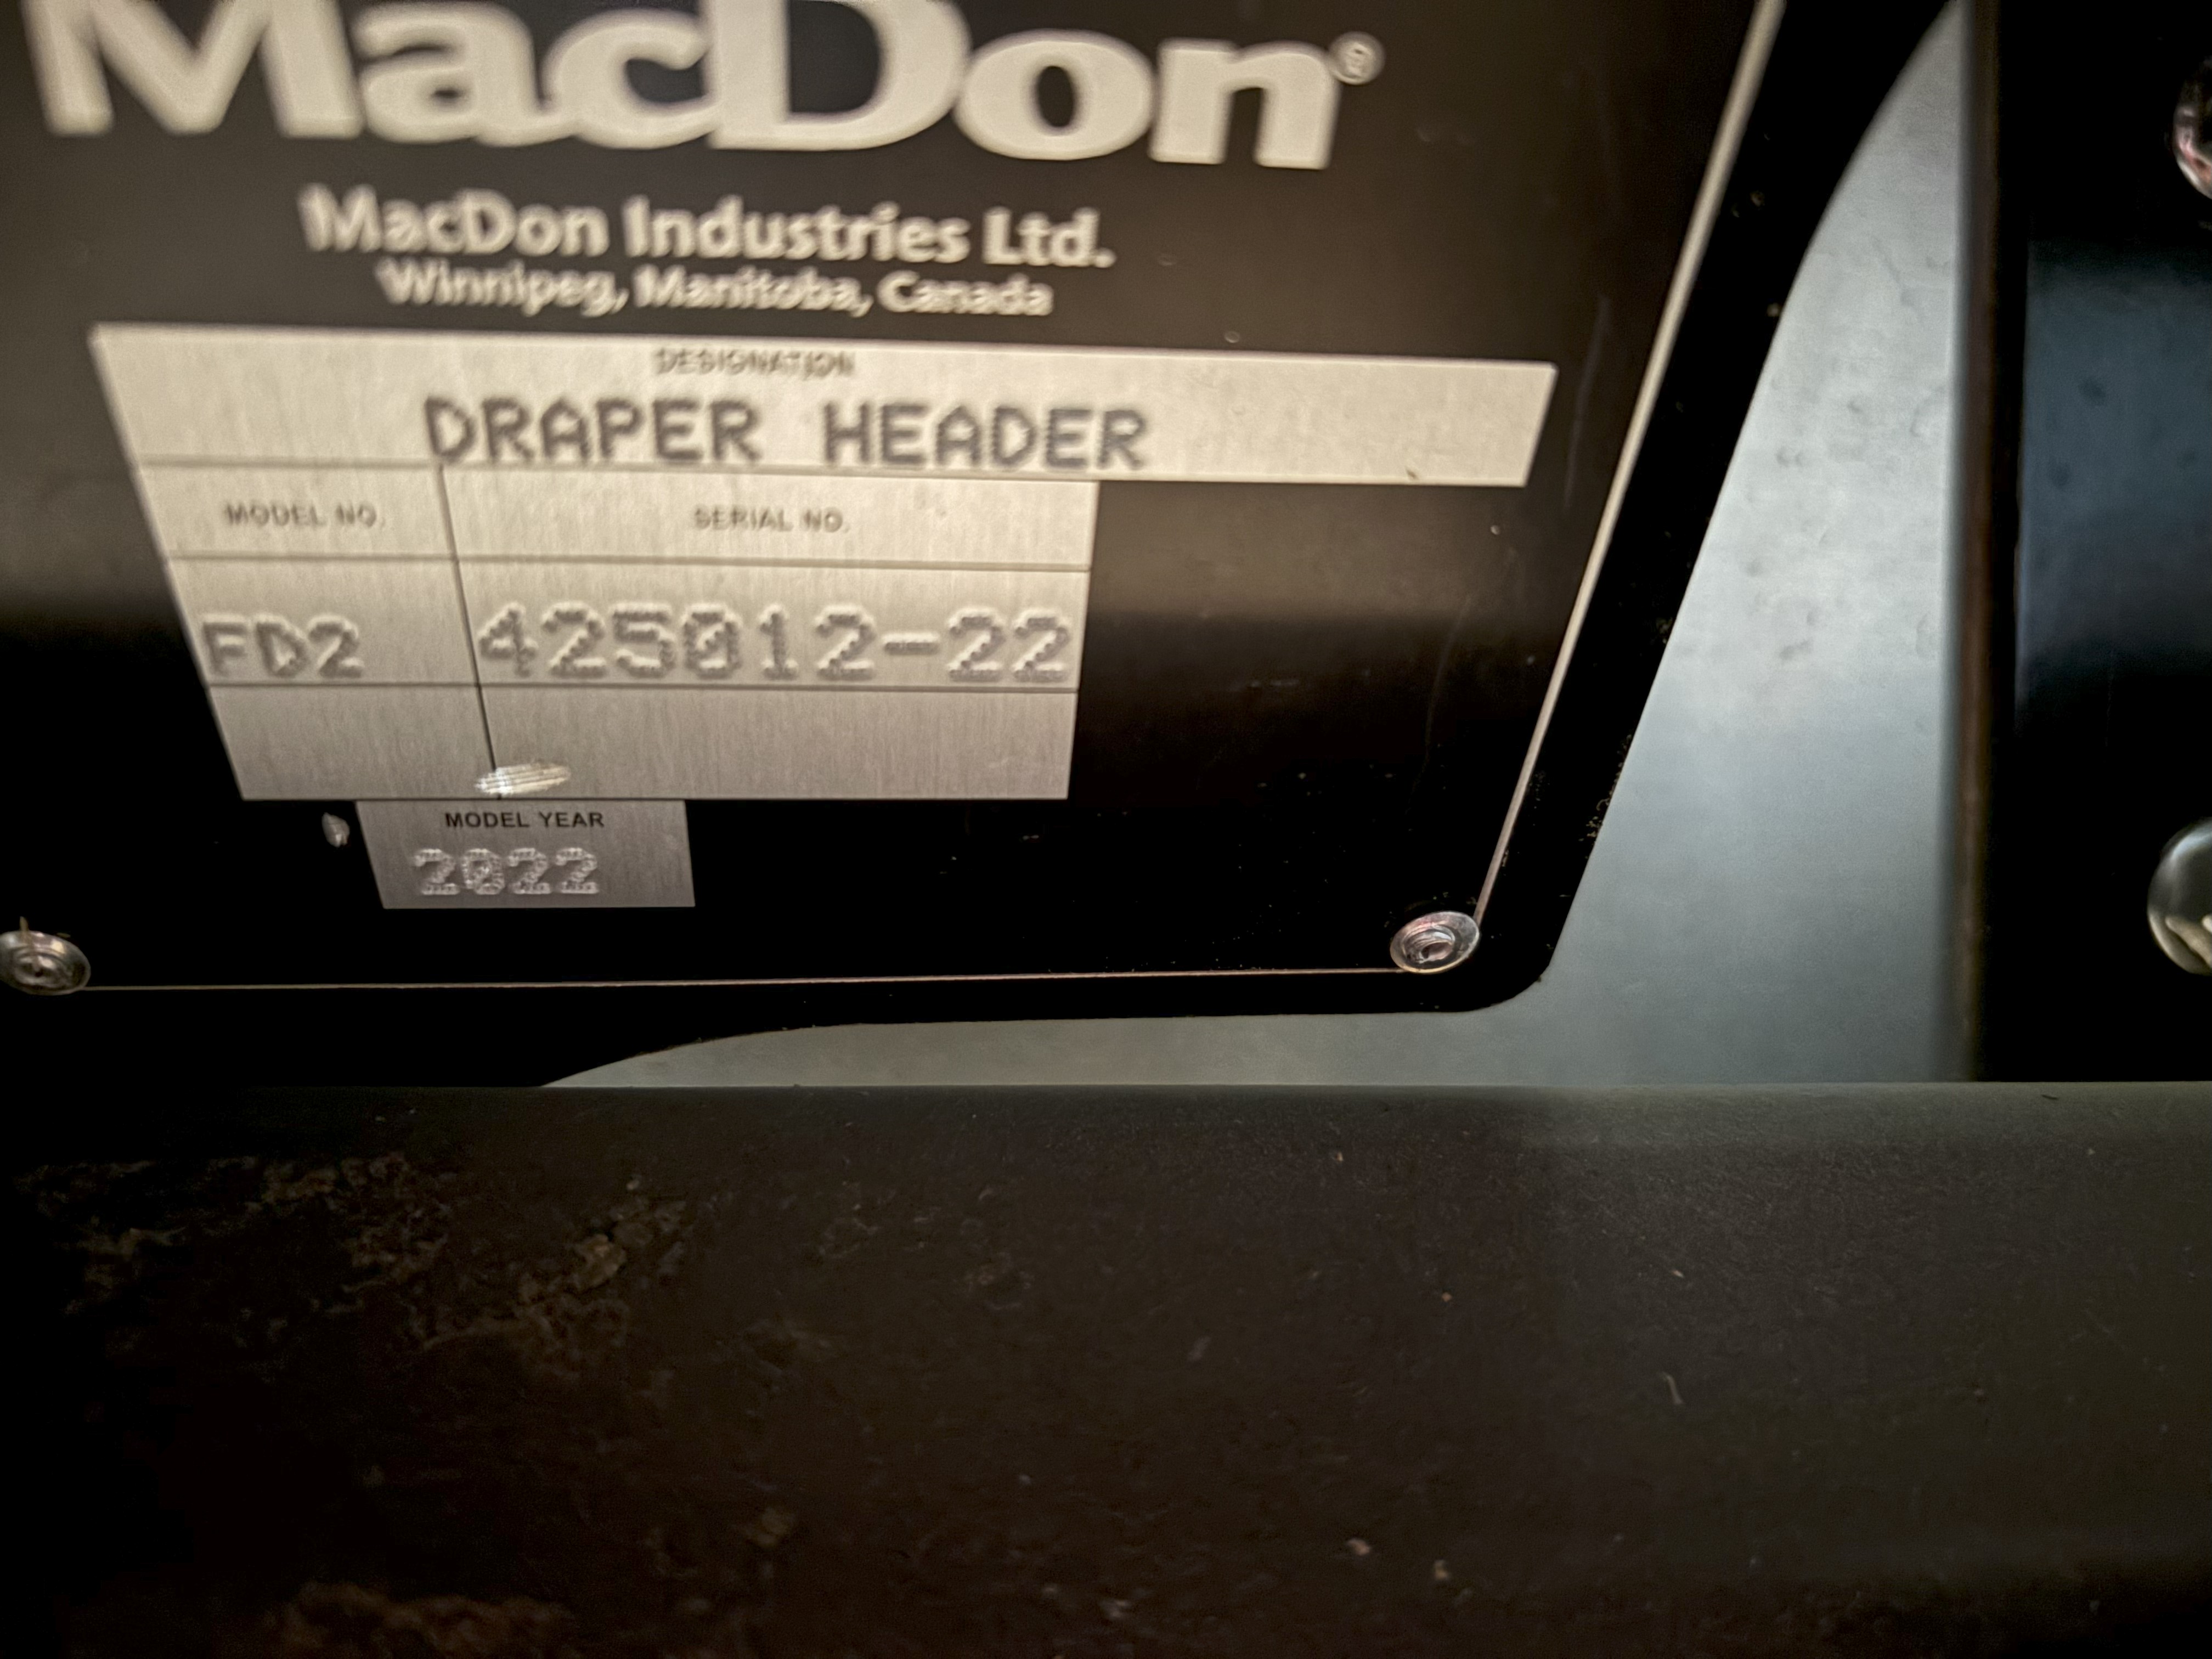 MacDon®
MacDon Industries Ltd.
Winnipeg, Manitoba, Canada
DESIGNATION
DRAPER HEADER
MODEL NO. SERIAL NO.
FD2 425012-22
MODEL YEAR
2022